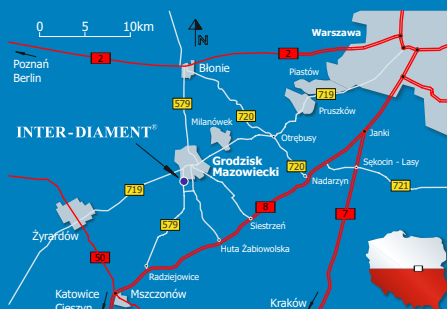 0 5 10km
N
Warszawa
Poznań
Berlin
2
2
Błonie
Piastów
719
579
720
Pruszków
Milanówek
Otrębusy
Janki
INTER-DIAMENT®
Grodzisk
Mazowiecki
720
Sękocin - Lasy
Nadarzyn
721
719
8
7
579
Siestrzeń
Żyrardów
Huta Żabiowolska
50
Radziejowice
Katowice
Cieszyn
Mszczonów
Kraków